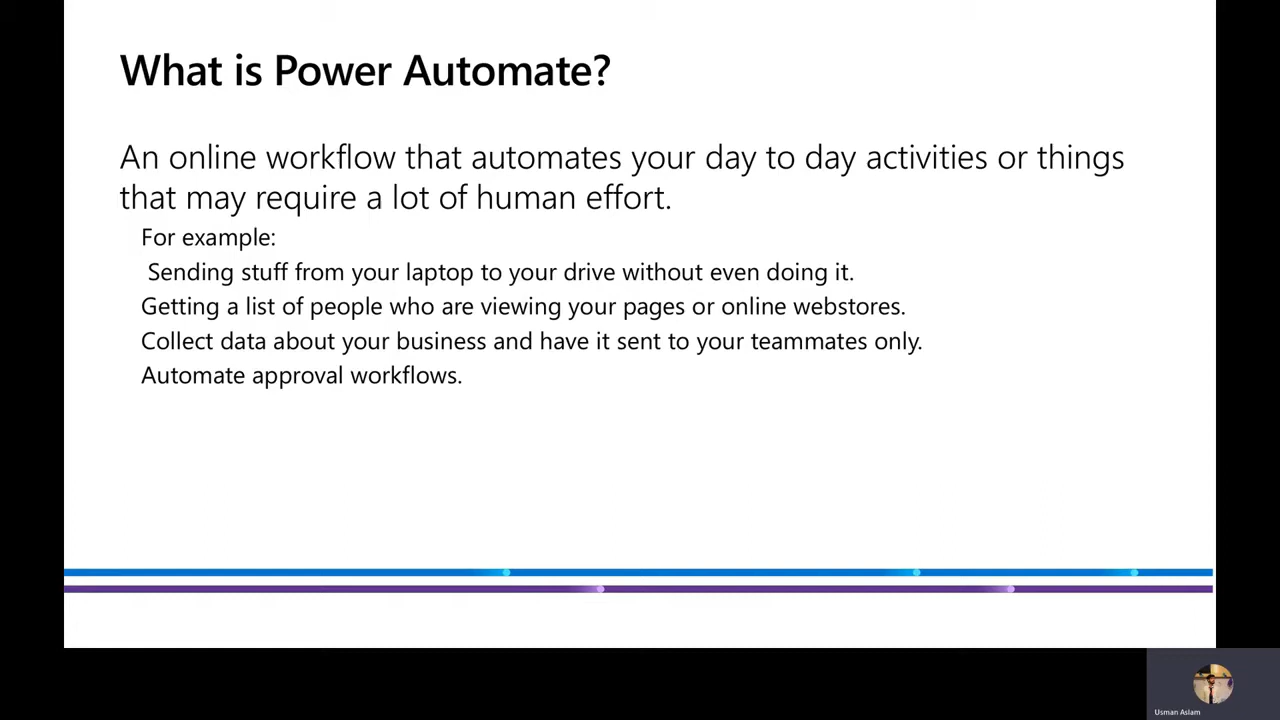 What is Power Automate?
An online workflow that automates your day to day activities or things
that may require a lot of human effort.
For example:
Sending stuff from your laptop to your drive without even doing it.
Getting a list of people who are viewing your pages or online webstores.
Collect data about your business and have it sent to your teammates only.
Automate approval workflows.
Usman Aslam